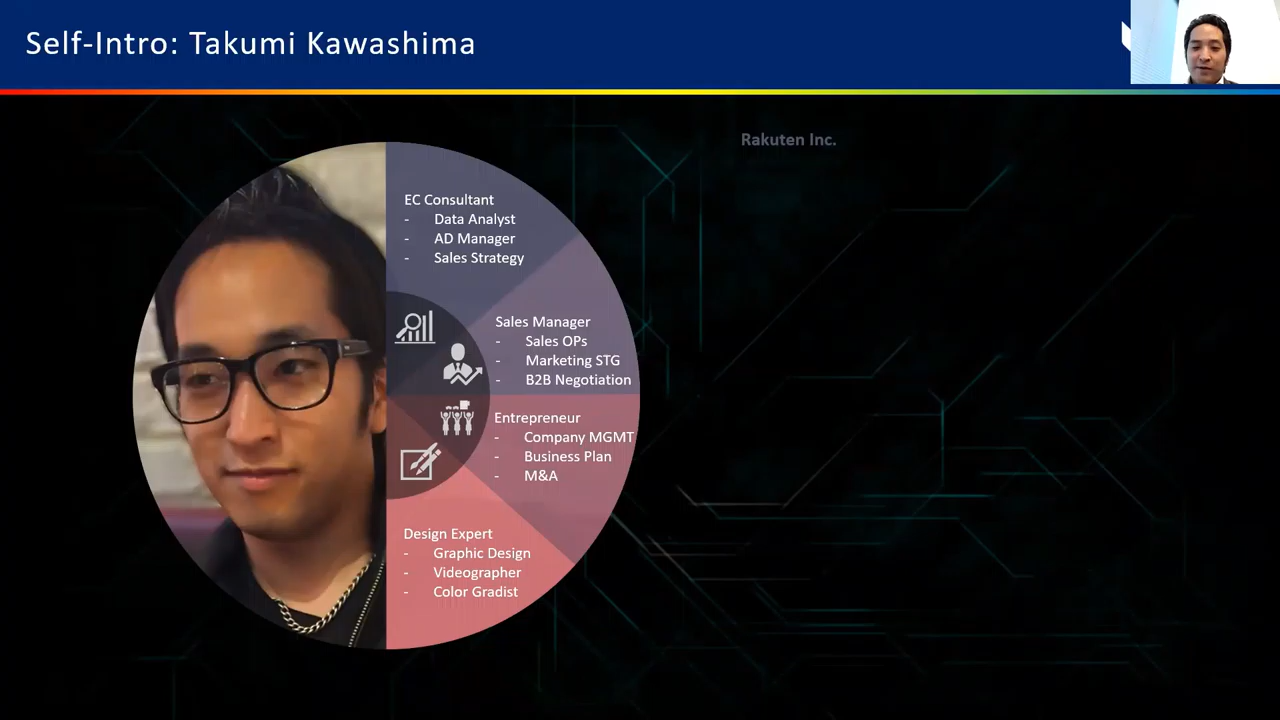 Self-Intro: Takumi Kawashima
Rakuten Inc.
EC Consultant
- Data Analyst
- AD Manager
- Sales Strategy
Sales Manager
- Sales OPs
- Marketing STG
- B2B Negotiation
Entrepreneur
- Company MGMT
- Business Plan
- M&A
Design Expert
- Graphic Design
- Videographer
- Color Gradist